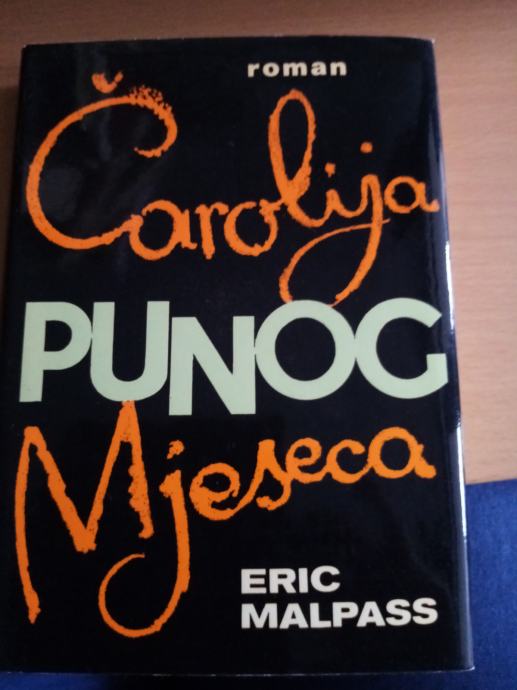 roman
Čarolija
PUNOG
Mjeseca
ERIC
MALPASS